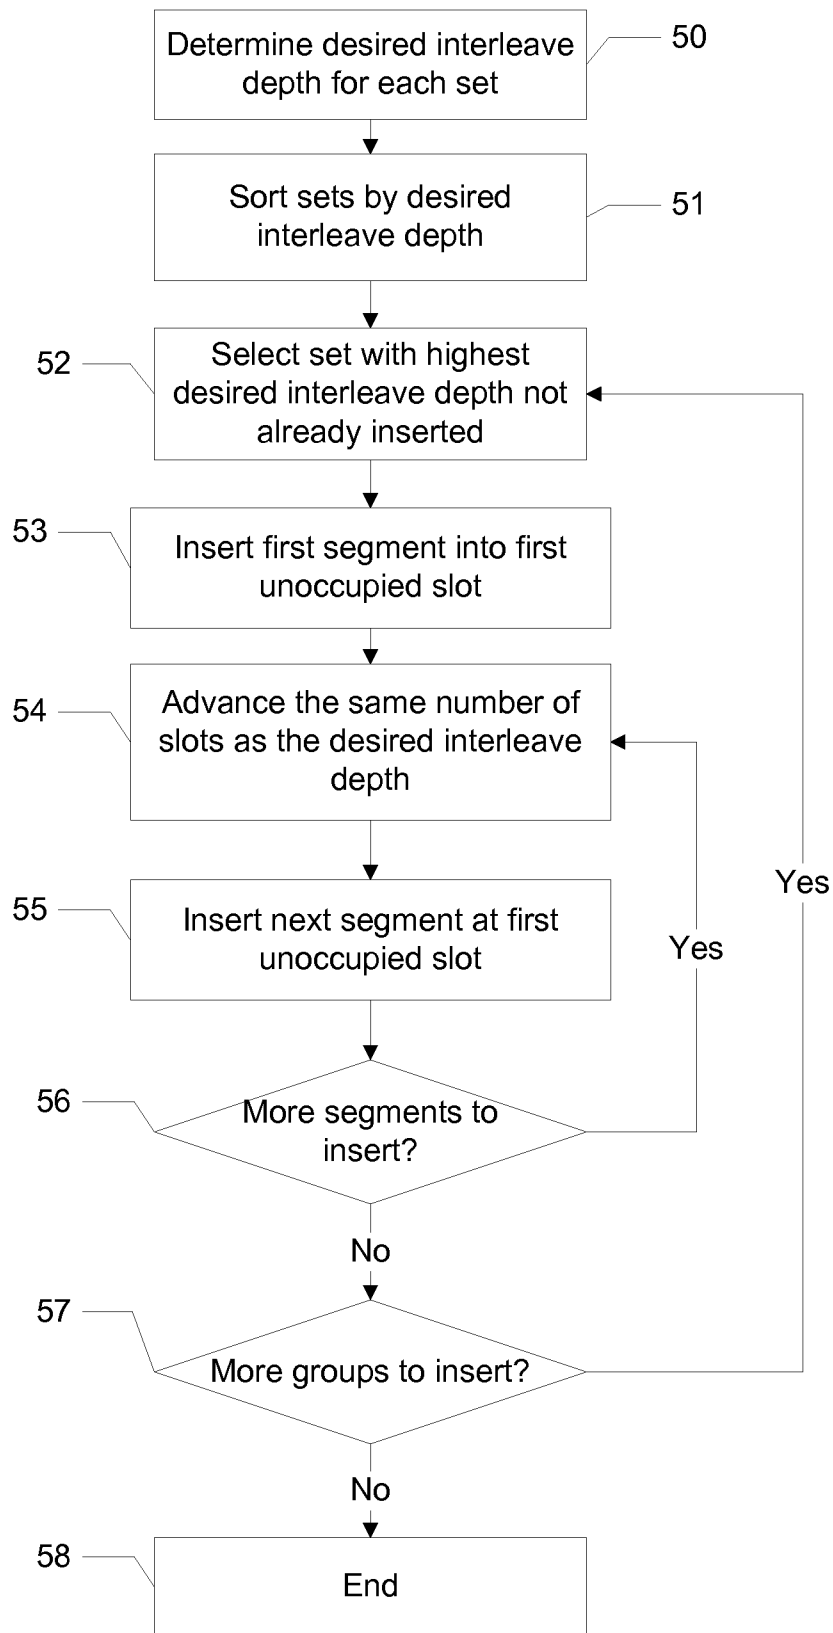 Determine desired interleave
depth for each set
50
Sort sets by desired
interleave depth
51
52
Select set with highest
desired interleave depth not
already inserted
53
Insert first segment into first
unoccupied slot
54
Advance the same number of
slots as the desired interleave
depth
55
Insert next segment at first
unoccupied slot
Yes
Yes
56
More segments to
insert?
No
57
More groups to insert?
No
58
End